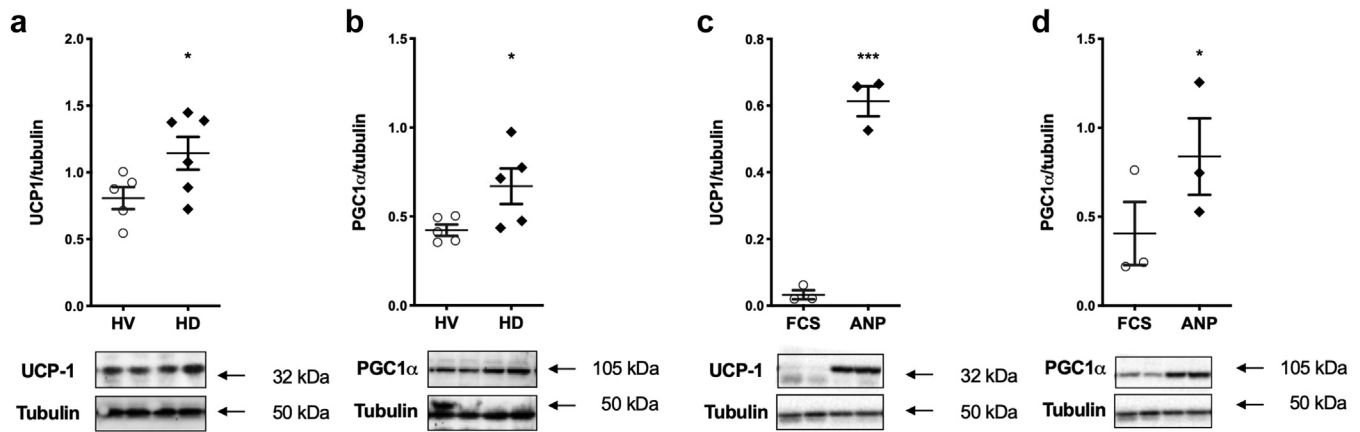 a
UCP1/tubulin
2.0
1.5
1.0
0.5
0.0
*
HV HD
UCP-1 32 kDa
Tubulin 50 kDa
b
PGC1α/tubulin
1.5
1.0
0.5
0.0
*
HV HD
PGC1α 105 kDa
Tubulin 50 kDa
c
UCP1/tubulin
0.8
0.6
0.4
0.2
0.0
***
FCS ANP
UCP-1 32 kDa
Tubulin 50 kDa
d
PGC1α/tubulin
1.5
1.0
0.5
0.0
*
FCS ANP
PGC1α 105 kDa
Tubulin 50 kDa